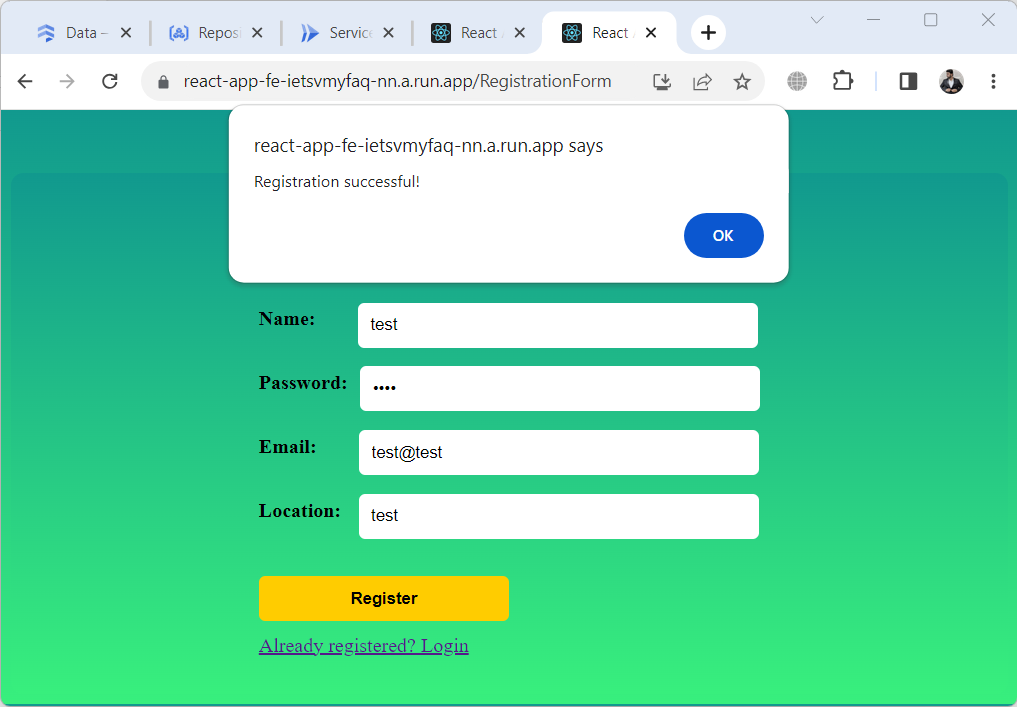 Data –
Reposi
Service
React
React
react-app-fe-ietsvmyfaq-nn.a.run.app/RegistrationForm
react-app-fe-ietsvmyfaq-nn.a.run.app says
Registration successful!
OK
Name:
test
Password:
••••
Email:
test@test
Location:
test
Register
Already registered? Login